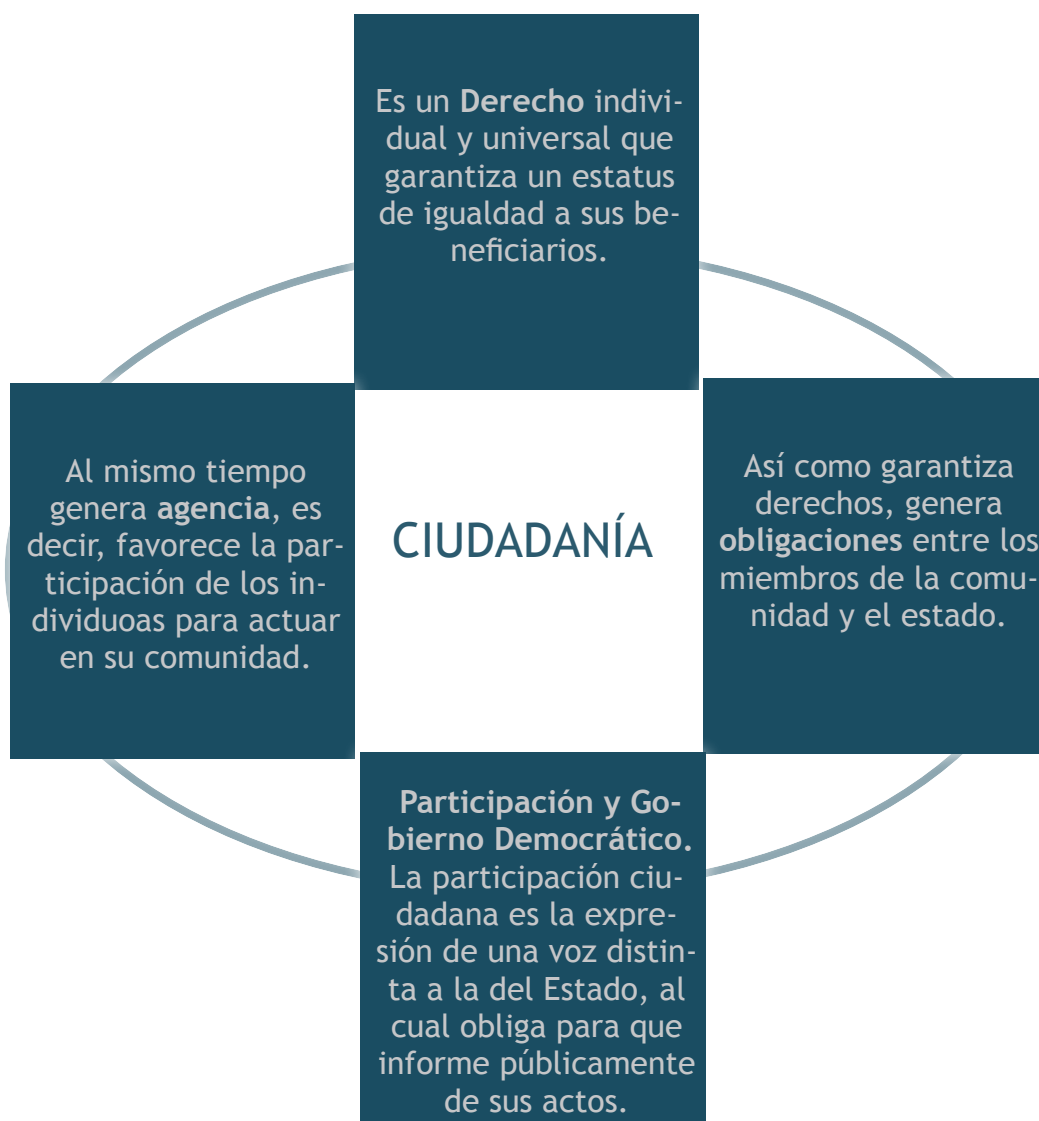 Es un Derecho indivi-
dual y universal que
garantiza un estatus
de igualdad a sus be-
neficiarios.
Al mismo tiempo
genera agencia, es
decir, favorece la par-
ticipación de los in-
dividuoas para actuar
en su comunidad.
CIUDADANÍA
Así como garantiza
derechos, genera
obligaciones entre los
miembros de la comu-
nidad y el estado.
Participación y Go-
bierno Democrático.
La participación ciu-
dadana es la expre-
sión de una voz distin-
ta a la del Estado, al
cual obliga para que
informe públicamente
de sus actos.